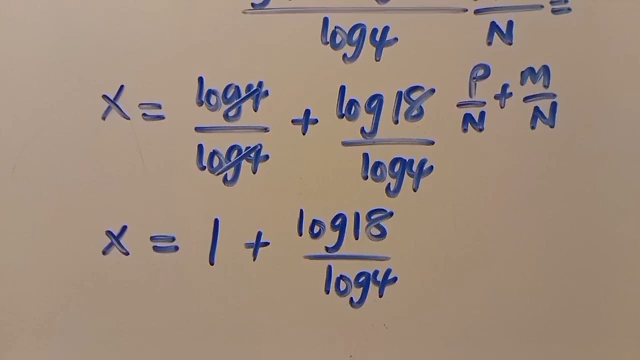 log4 N =
x = log4/log4 + log18/log4 P/N + M/N
x = 1 + log18/log4